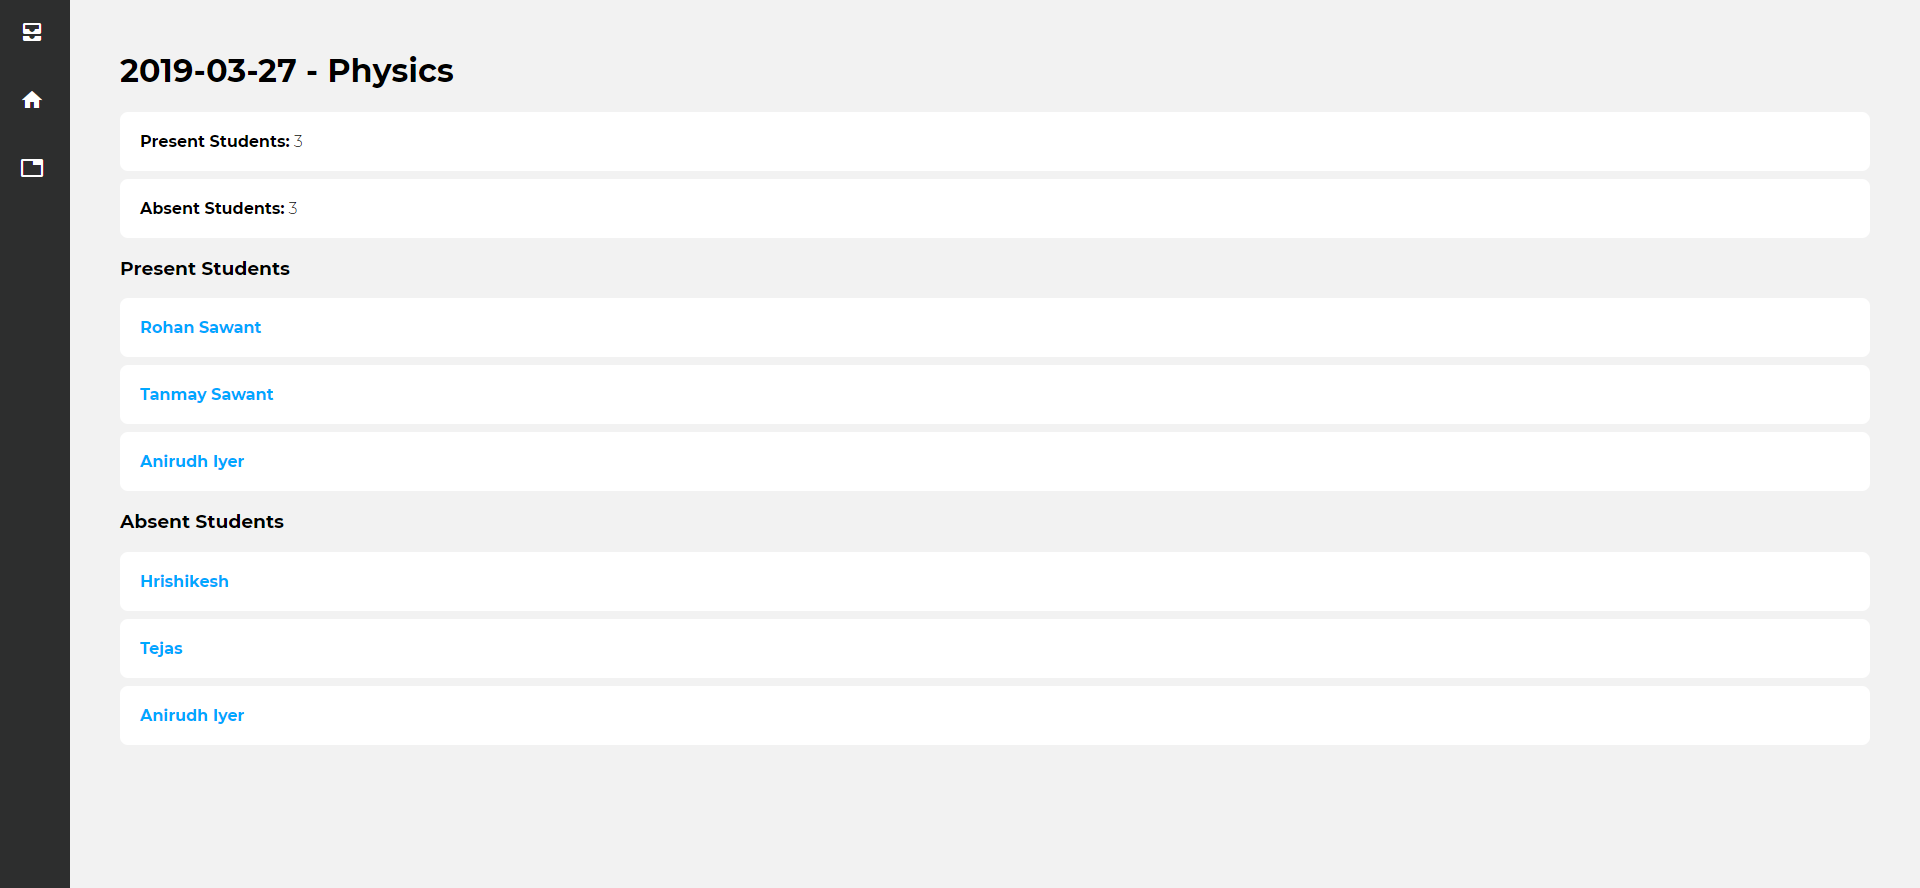 2019-03-27 - Physics
Present Students: 3
Absent Students: 3
Present Students
Rohan Sawant
Tanmay Sawant
Anirudh Iyer
Absent Students
Hrishikesh
Tejas
Anirudh Iyer